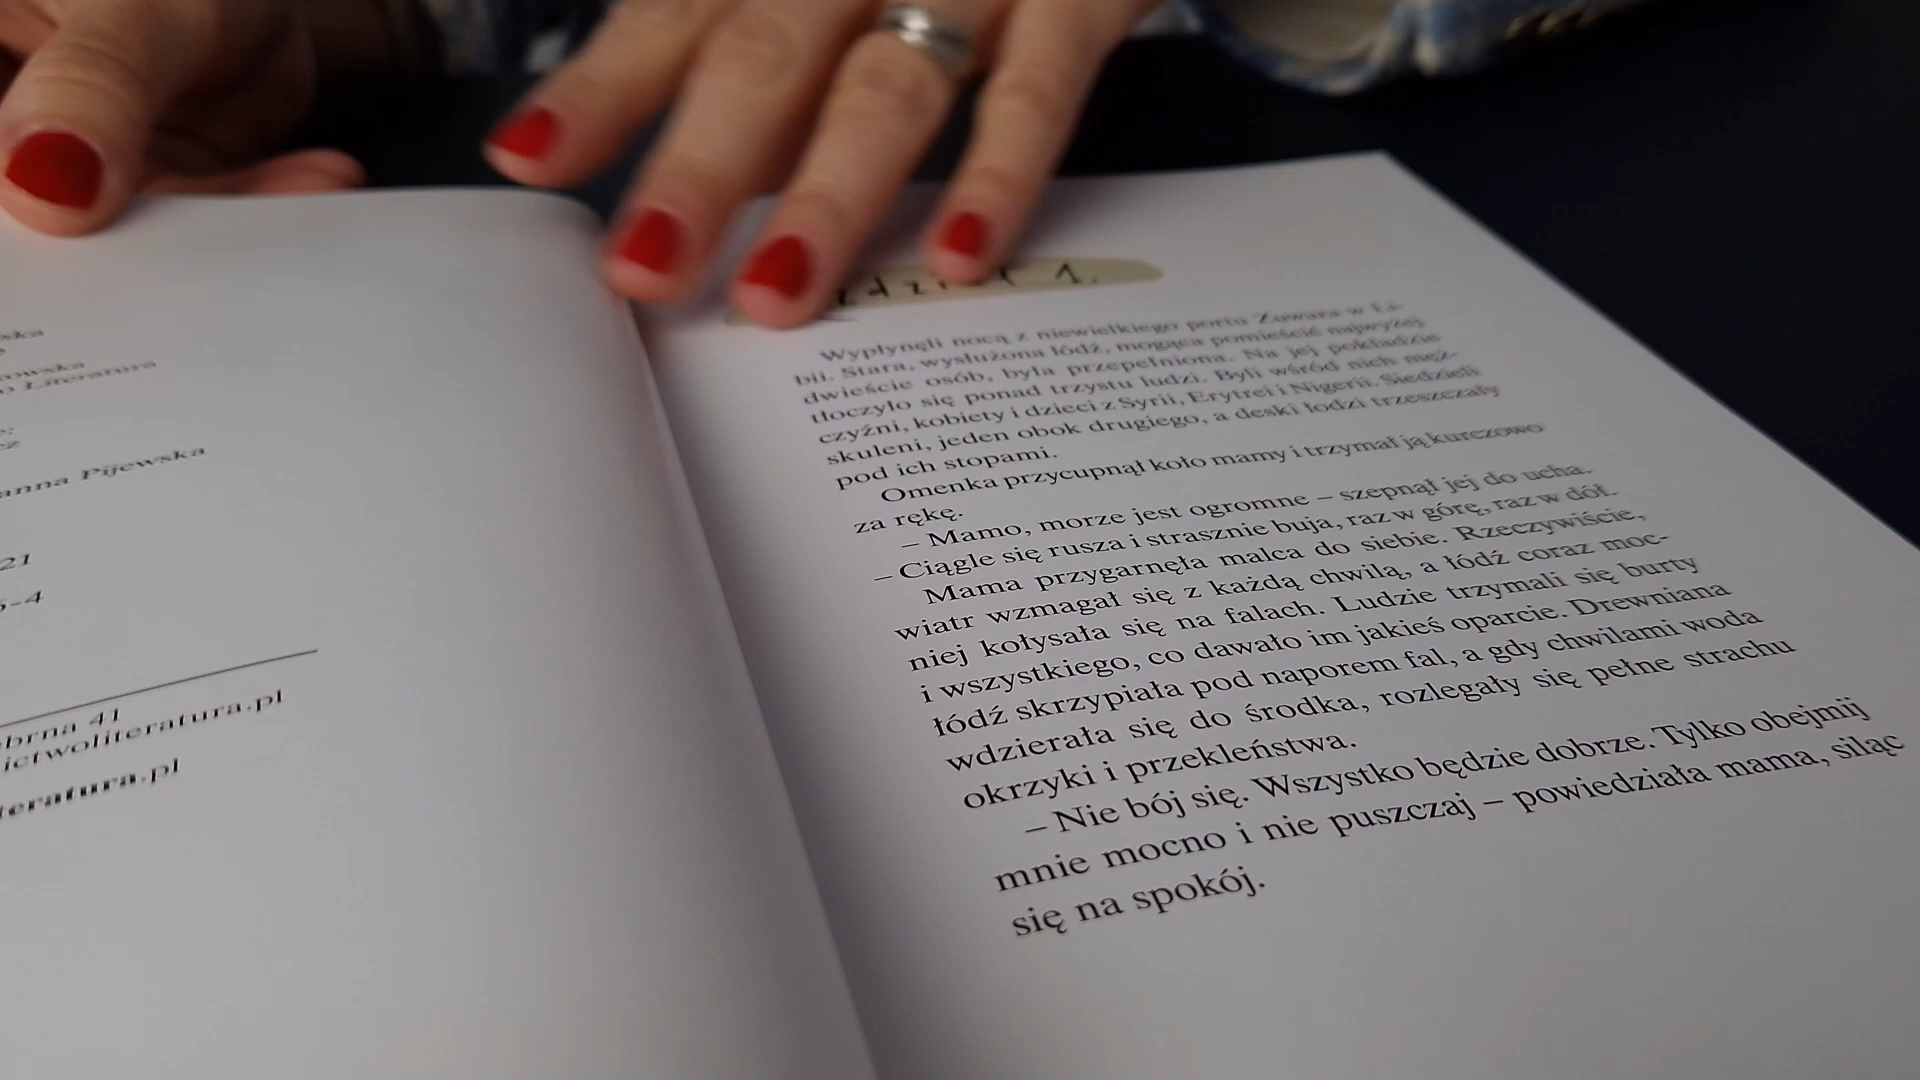 anna Pijewska
21
5-4
brna 41
ictwoliteratura.pl
teratura.pl
1.
Wypłynęli nocą z niewielkiego portu Zuwara w Li-
bii. Stara, wysłużona łódź, mogąca pomieścić najwyżej
dwieście osób, była przepełniona. Na jej pokładzie
tłoczyło się ponad trzystu ludzi. Byli wśród nich męż-
czyźni, kobiety i dzieci z Syrii, Erytrei i Nigerii. Siedzieli
skuleni, jeden obok drugiego, a deski łodzi trzeszczały
pod ich stopami.
Omenka przycupnął koło mamy i trzymał ją kurczowo
za rękę.
– Mamo, morze jest ogromne – szepnął jej do ucha.
– Ciągle się rusza i strasznie buja, raz w górę, raz w dół.
Mama przygarnęła malca do siebie. Rzeczywiście,
wiatr wzmagał się z każdą chwilą, a łódź coraz moc-
niej kołysała się na falach. Ludzie trzymali się burty
i wszystkiego, co dawało im jakieś oparcie. Drewniana
łódź skrzypiała pod naporem fal, a gdy chwilami woda
wdzierała się do środka, rozlegały się pełne strachu
okrzyki i przekleństwa.
– Nie bój się. Wszystko będzie dobrze. Tylko obejmij
mnie mocno i nie puszczaj – powiedziała mama, siląc
się na spokój.